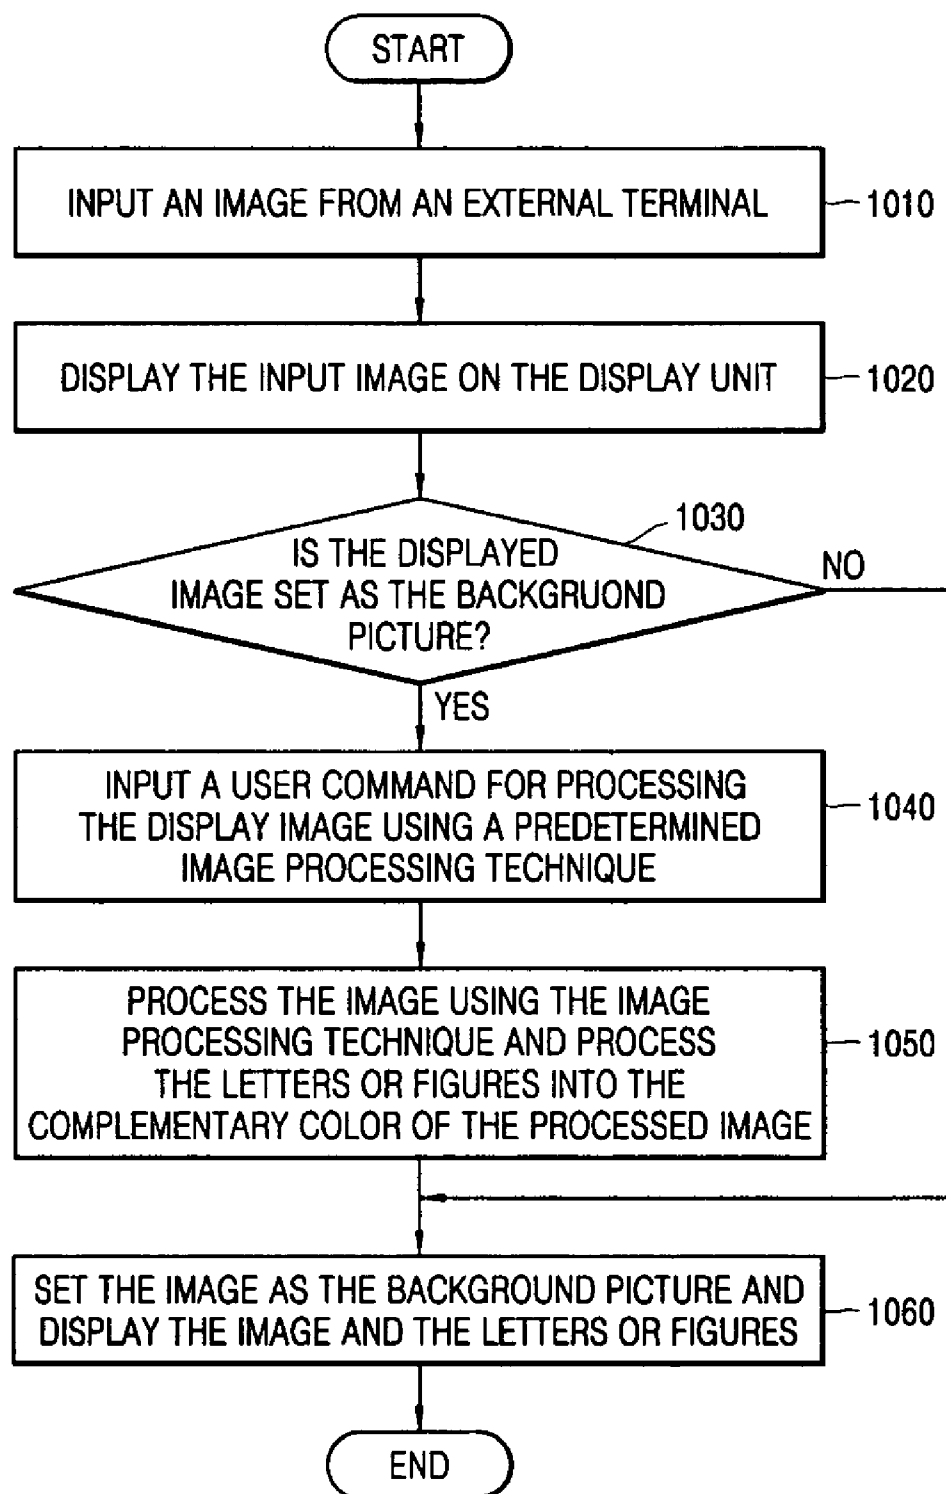 START
INPUT AN IMAGE FROM AN EXTERNAL TERMINAL
1010
DISPLAY THE INPUT IMAGE ON THE DISPLAY UNIT
1020
1030
IS THE DISPLAYED
IMAGE SET AS THE BACKGRUOND
PICTURE?
NO
YES
INPUT A USER COMMAND FOR PROCESSING
THE DISPLAY IMAGE USING A PREDETERMINED
IMAGE PROCESSING TECHNIQUE
1040
PROCESS THE IMAGE USING THE IMAGE
PROCESSING TECHNIQUE AND PROCESS
THE LETTERS OR FIGURES INTO THE
COMPLEMENTARY COLOR OF THE PROCESSED IMAGE
1050
SET THE IMAGE AS THE BACKGROUND PICTURE AND
DISPLAY THE IMAGE AND THE LETTERS OR FIGURES
1060
END